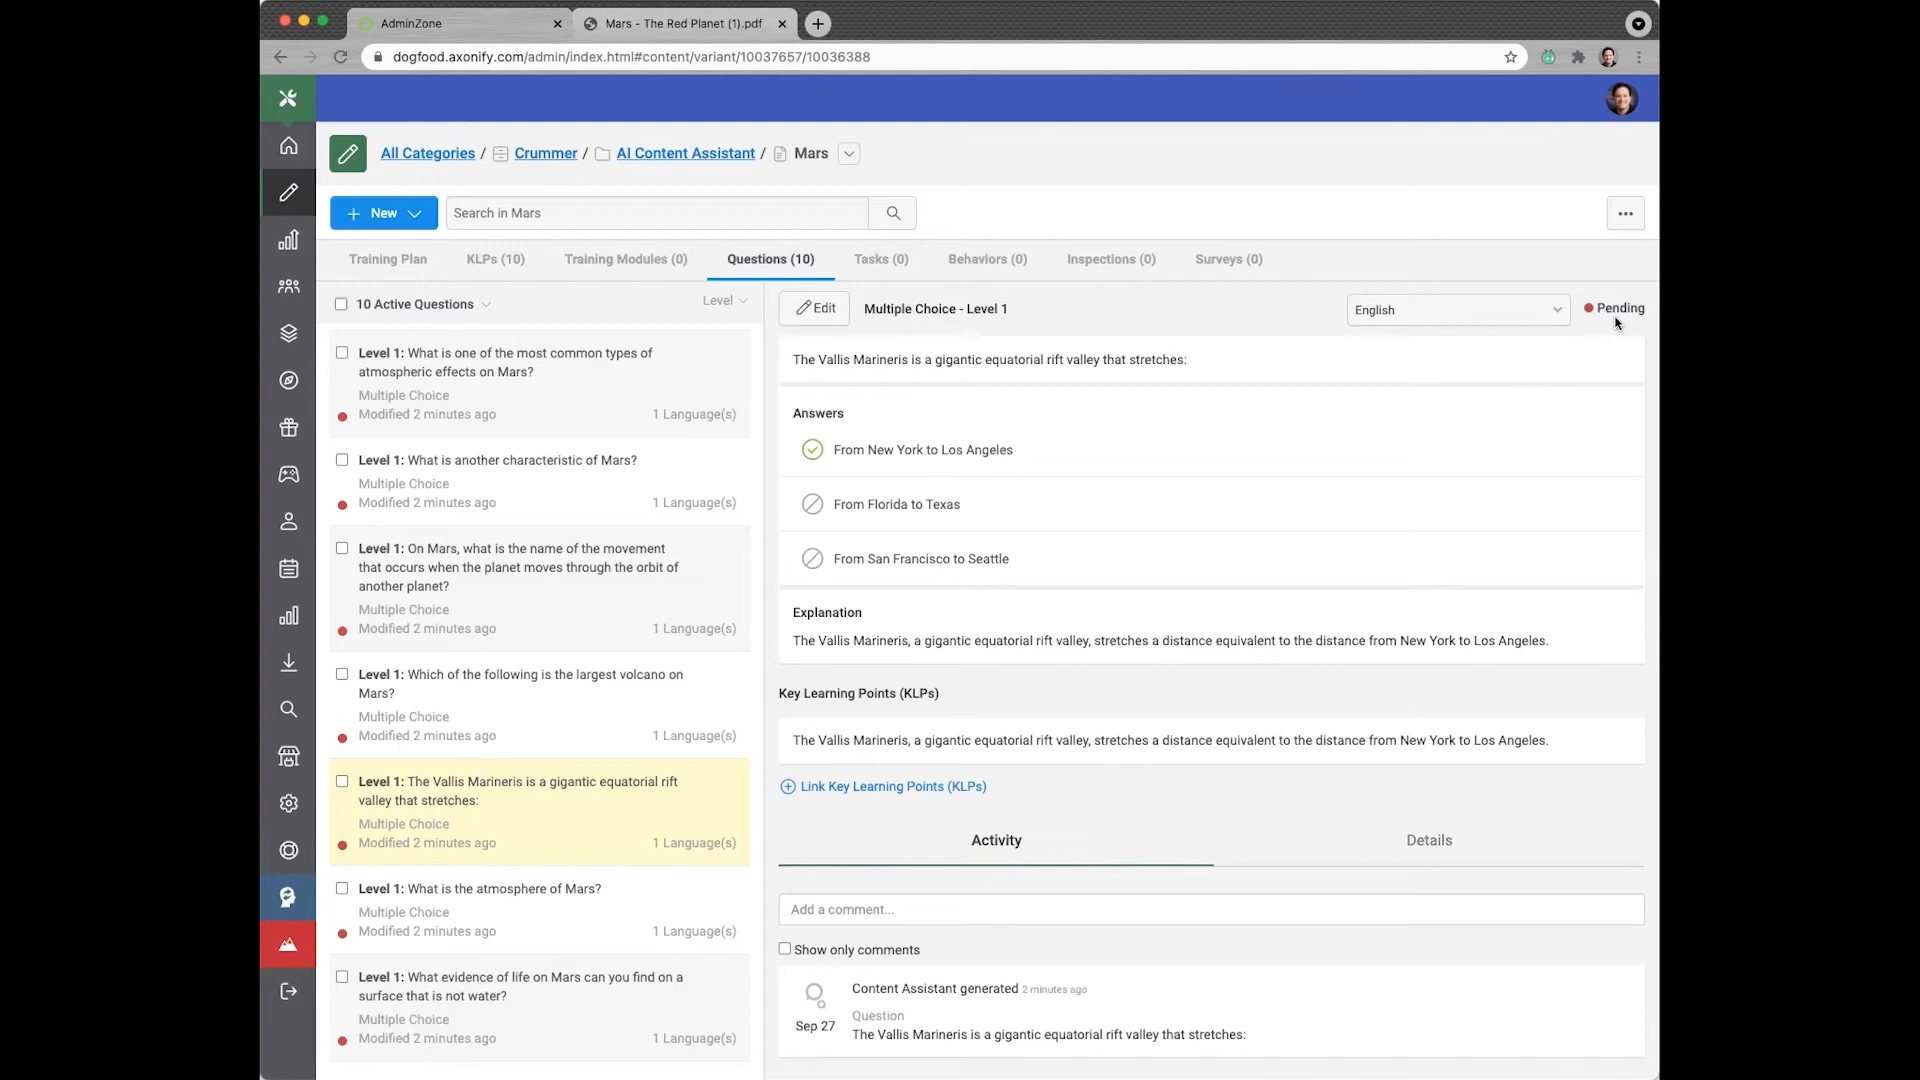 AdminZone
Mars - The Red Planet (1).pdf
dogfood.axonify.com/admin/index.html#content/variant/10037657/10036388
All Categories / Crummer / AI Content Assistant / Mars
New
Search in Mars
Training Plan
KLPs (10)
Training Modules (0)
Questions (10)
Tasks (0)
Behaviors (0)
Inspections (0)
Surveys (0)
10 Active Questions
Level
Level 1: What is one of the most common types of
atmospheric effects on Mars?
Multiple Choice
Modified 2 minutes ago
1 Language(s)
Level 1: What is another characteristic of Mars?
Multiple Choice
Modified 2 minutes ago
1 Language(s)
Level 1: On Mars, what is the name of the movement
that occurs when the planet moves through the orbit of
another planet?
Multiple Choice
Modified 2 minutes ago
1 Language(s)
Level 1: Which of the following is the largest volcano on
Mars?
Multiple Choice
Modified 2 minutes ago
1 Language(s)
Level 1: The Vallis Marineris is a gigantic equatorial rift
valley that stretches:
Multiple Choice
Modified 2 minutes ago
1 Language(s)
Level 1: What is the atmosphere of Mars?
Multiple Choice
Modified 2 minutes ago
1 Language(s)
Level 1: What evidence of life on Mars can you find on a
surface that is not water?
Multiple Choice
Modified 2 minutes ago
1 Language(s)
Edit
Multiple Choice - Level 1
English
Pending
The Vallis Marineris is a gigantic equatorial rift valley that stretches:
Answers
From New York to Los Angeles
From Florida to Texas
From San Francisco to Seattle
Explanation
The Vallis Marineris, a gigantic equatorial rift valley, stretches a distance equivalent to the distance from New York to Los Angeles.
Key Learning Points (KLPs)
The Vallis Marineris, a gigantic equatorial rift valley, stretches a distance equivalent to the distance from New York to Los Angeles.
Link Key Learning Points (KLPs)
Activity
Details
Add a comment...
Show only comments
Content Assistant generated 2 minutes ago
Sep 27
Question
The Vallis Marineris is a gigantic equatorial rift valley that stretches: